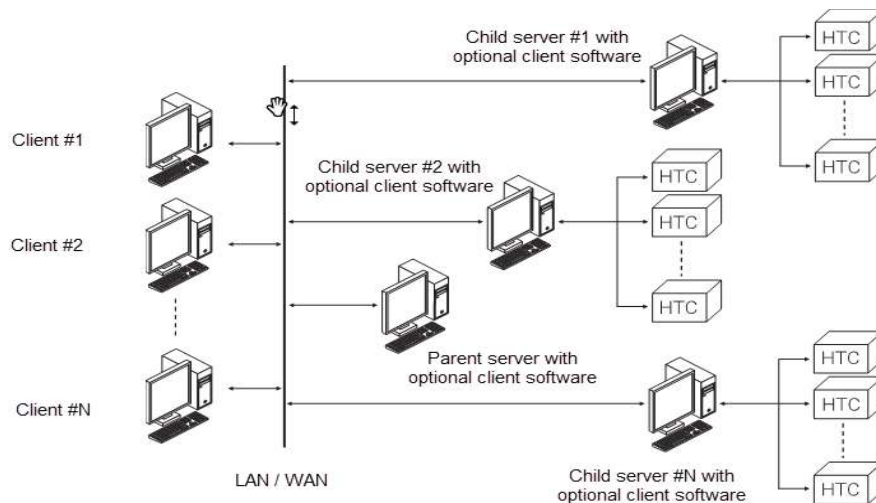 Child server #1 with
optional client software
HTC
HTC
HTC
Client #1
Child server #2 with
optional client software
HTC
HTC
HTC
Client #2
Parent server with
optional client software
HTC
HTC
HTC
Client #N
LAN / WAN
Child server #N with
optional client software